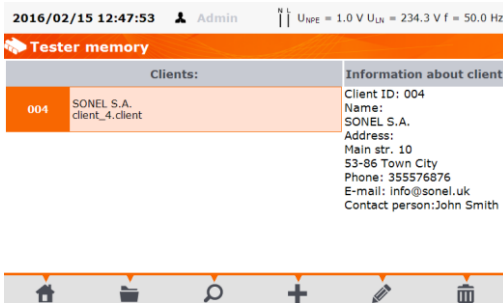 2016/02/15 12:47:53 Admin N L UNPE = 1.0 V ULN = 234.3 V f = 50.0 Hz
Tester memory
Clients:
004
SONEL S.A.
client_4.client
Information about client
Client ID: 004
Name:
SONEL S.A.
Address:
Main str. 10
53-86 Town City
Phone: 355576876
E-mail: info@sonel.uk
Contact person:John Smith